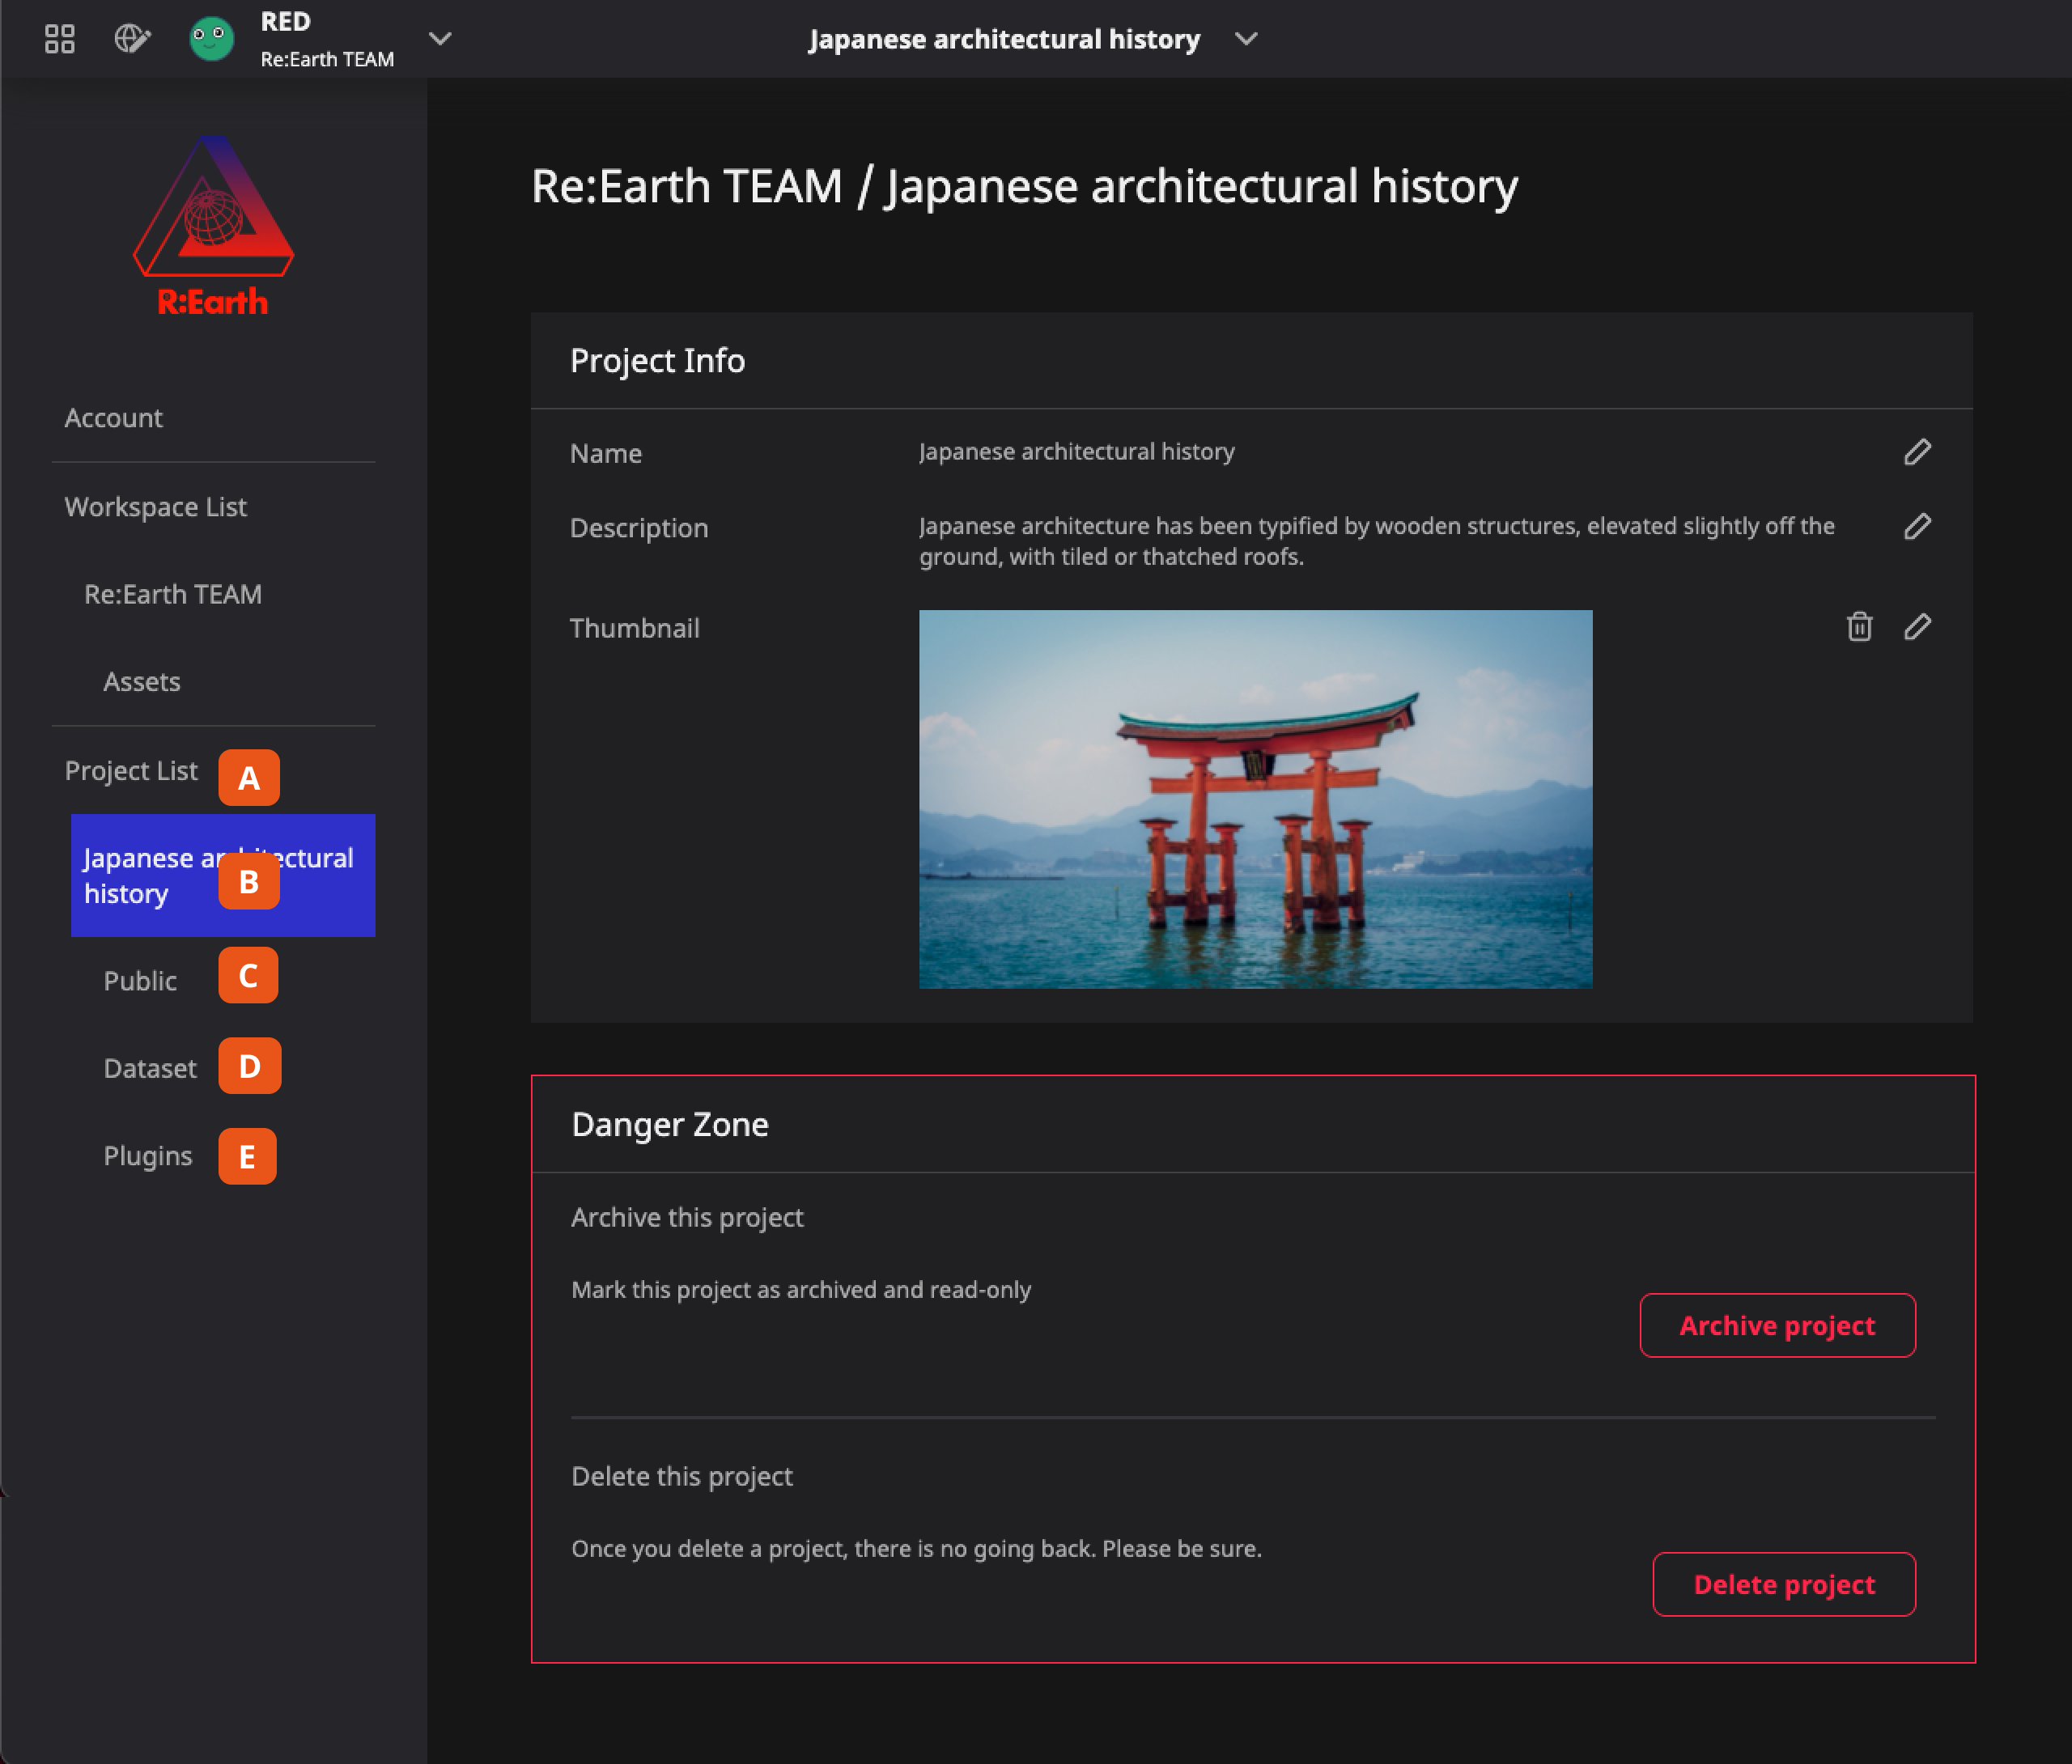 RED
Re:Earth TEAM
Japanese architectural history
R:Earth
Account
Workspace List
Re:Earth TEAM
Assets
Project List A
Japanese architectural
history B
Public C
Dataset D
Plugins E
Re:Earth TEAM / Japanese architectural history
Project Info
Name Japanese architectural history
Description Japanese architecture has been typified by wooden structures, elevated slightly off the
ground, with tiled or thatched roofs.
Thumbnail
Danger Zone
Archive this project
Mark this project as archived and read-only
Archive project
Delete this project
Once you delete a project, there is no going back. Please be sure.
Delete project